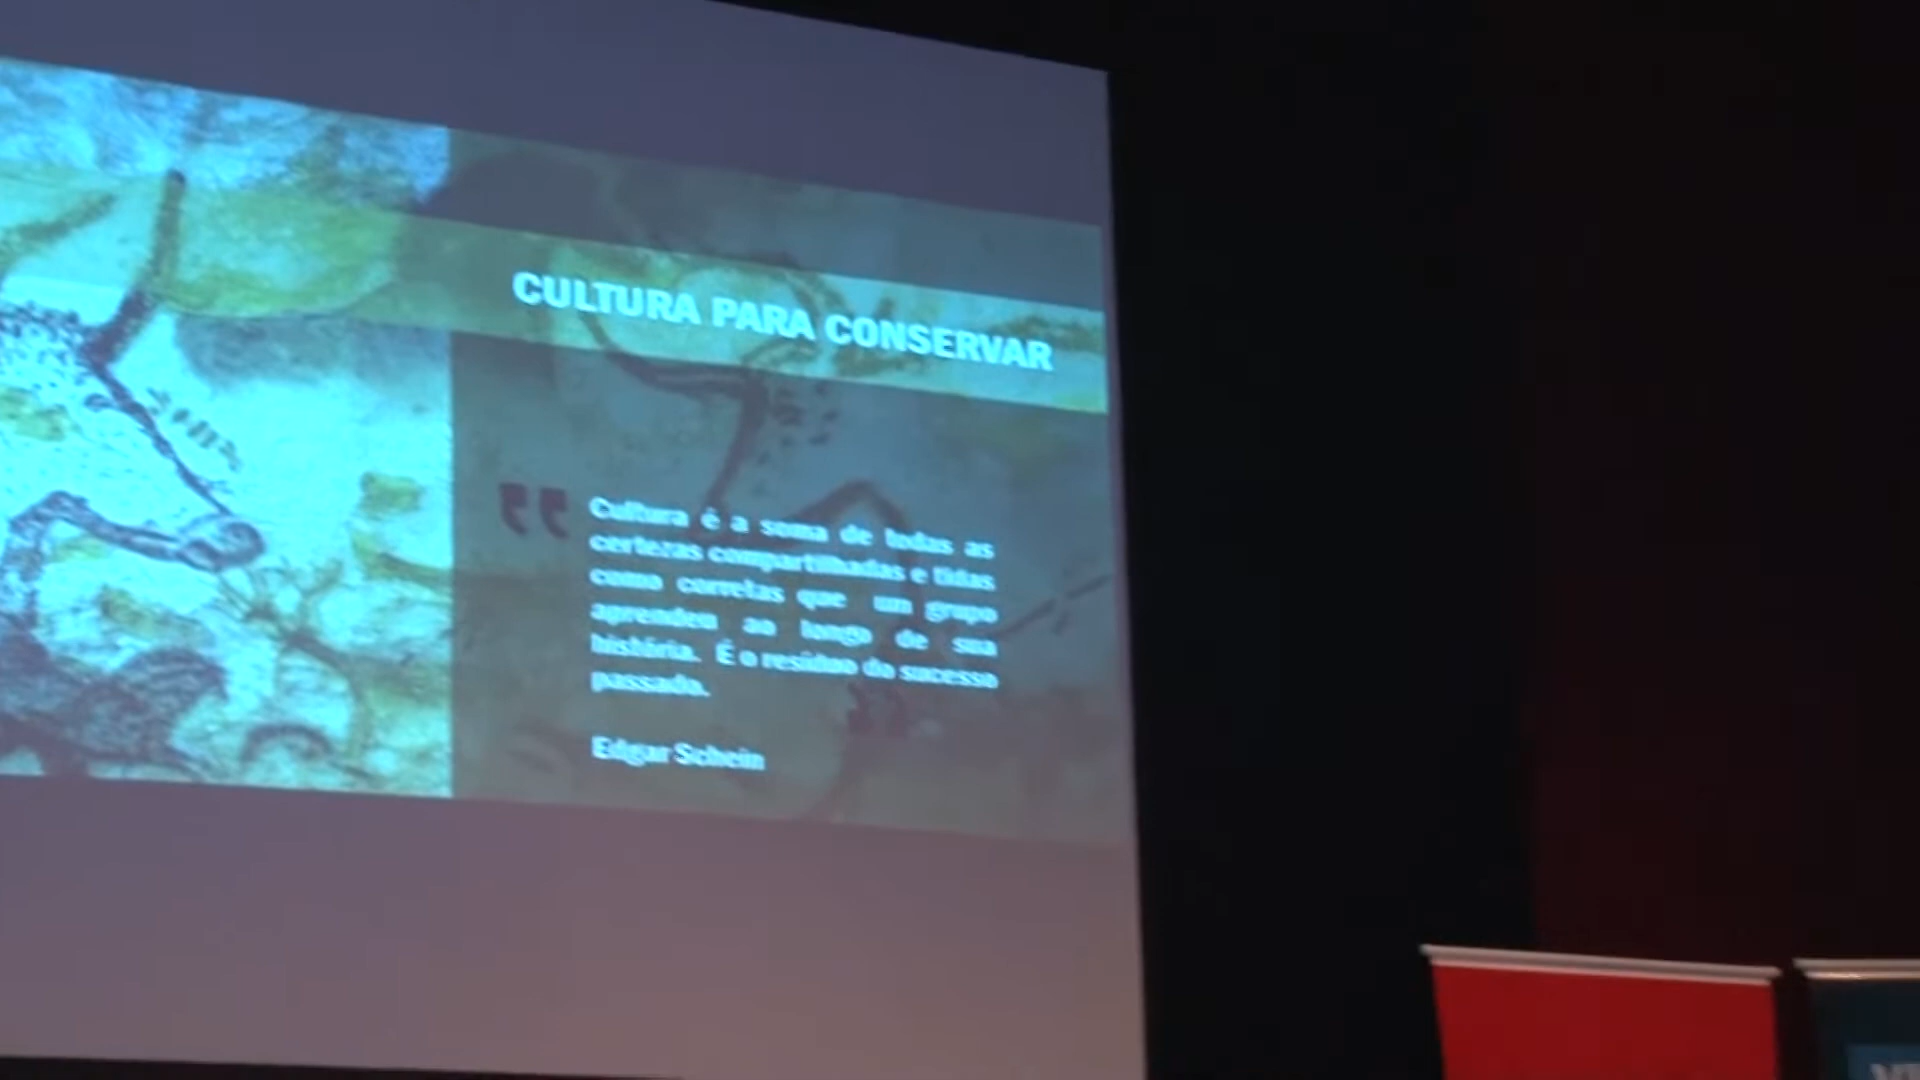 CULTURA PARA CONSERVAR
Cultura é a soma de todas as
certezas compartilhadas e tidas
como corretas que um grupo
aprendeu ao longo de sua
história. É o resíduo do sucesso
passado.
Edgar Schein